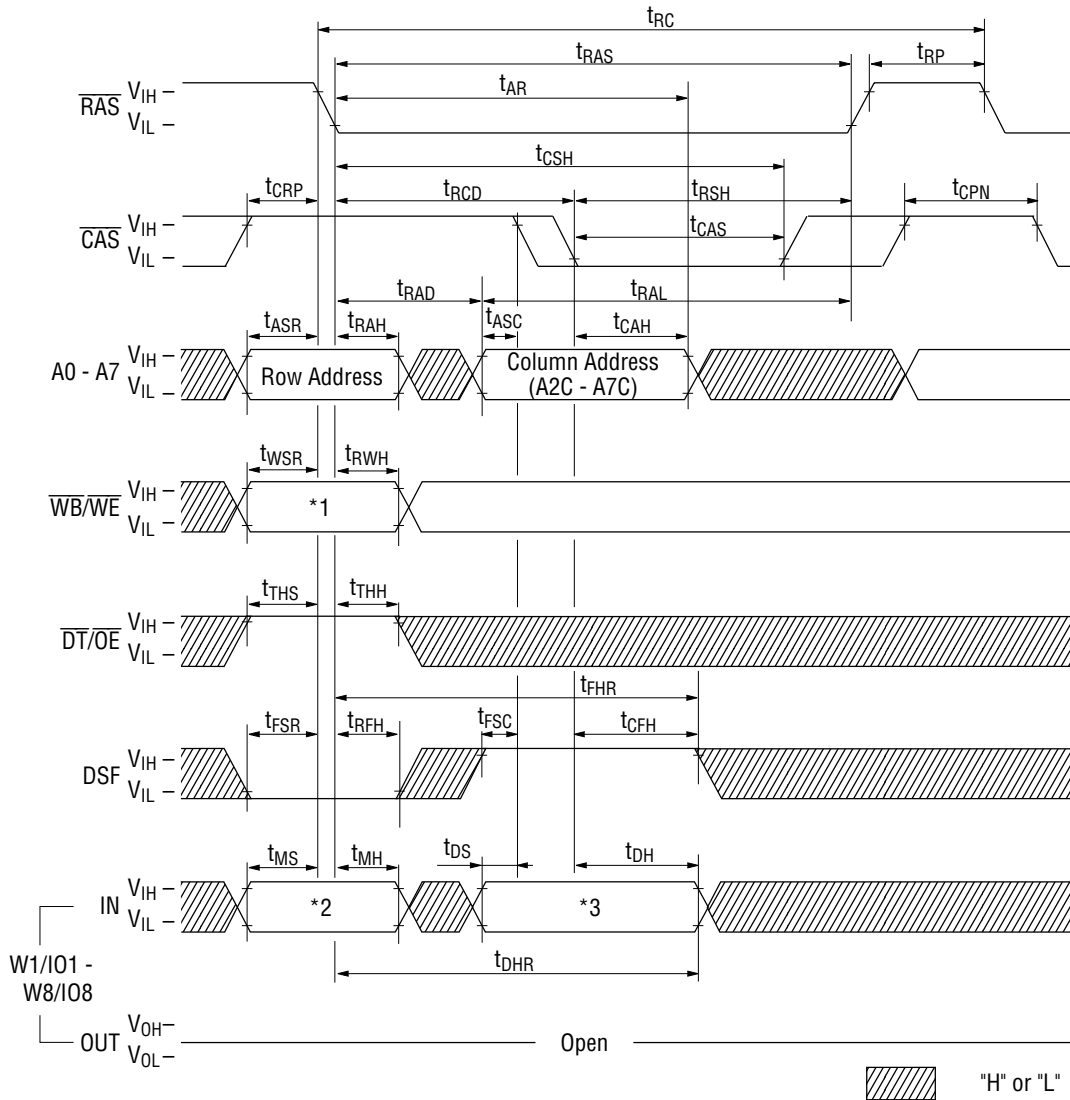 tRC
tRAS
tRP
tAR
RAS VIH –
VIL –
tCSH
tCRP
tRCD
tRSH
tCPN
CAS VIH –
VIL –
tCAS
tRAD
tRAL
tASR
tRAH
tASC
tCAH
A0 - A7 VIH –
VIL –
Row Address
Column Address
(A2C - A7C)
tWSR
tRWH
WB/WE VIH –
VIL –
*1
tTHS
tTHH
DT/OE VIH –
VIL –
tFHR
tFSR
tRFH
tFSC
tCFH
DSF VIH –
VIL –
tMS
tMH
tDS
tDH
IN VIH –
VIL –
*2
*3
tDHR
W1/IO1 -
W8/IO8
OUT VOH–
VOL–
Open
"H" or "L"